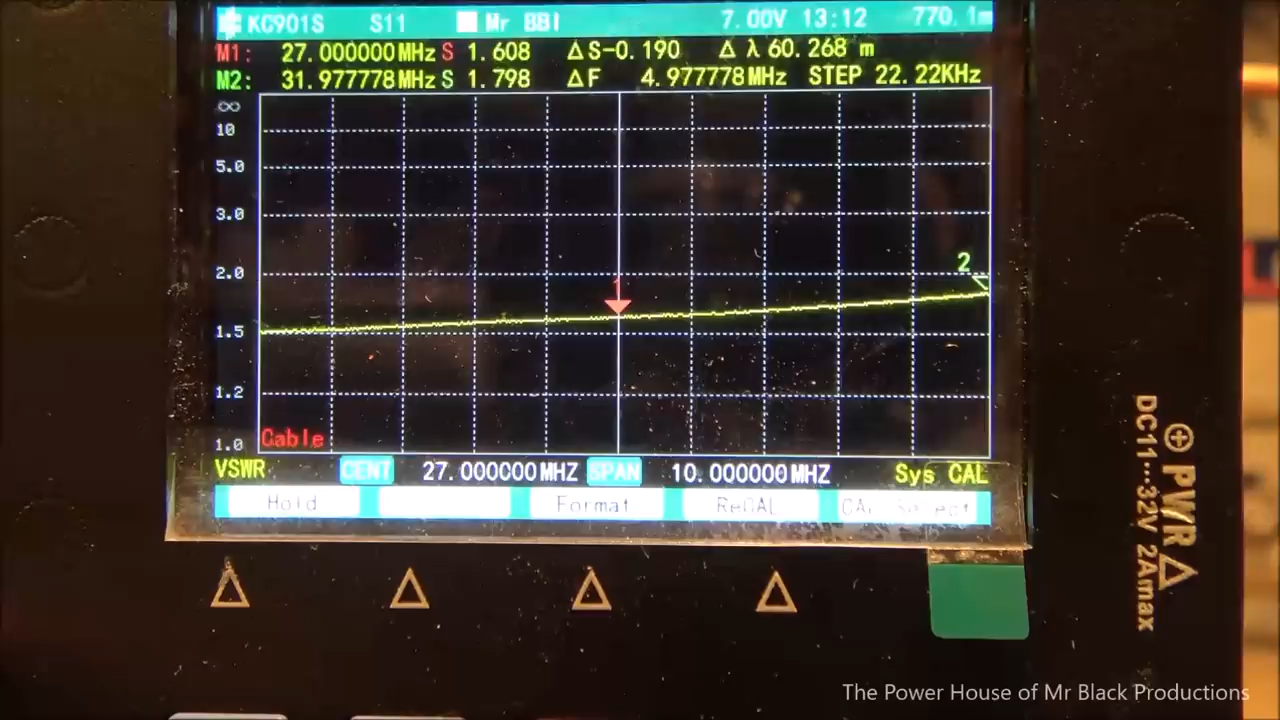 KC901S S11 Mr BBI 7.00V 13:12 770.1m
M1: 27.000000MHz S 1.608 ΔS-0.190 Δ λ 60.268 m
M2: 31.977778MHz S 1.798 ΔF 4.977778MHz STEP 22.22KHz
∞
10
5.0
3.0
2
2.0
1
1.5
1.2
1.0
Cable
VSWR CENT 27.000000MHZ SPAN 10.000000MHZ Sys CAL
Hold Format ReCAL CAL Select
DC11···32V 2Amax
PWR
The Power House of Mr Black Productions